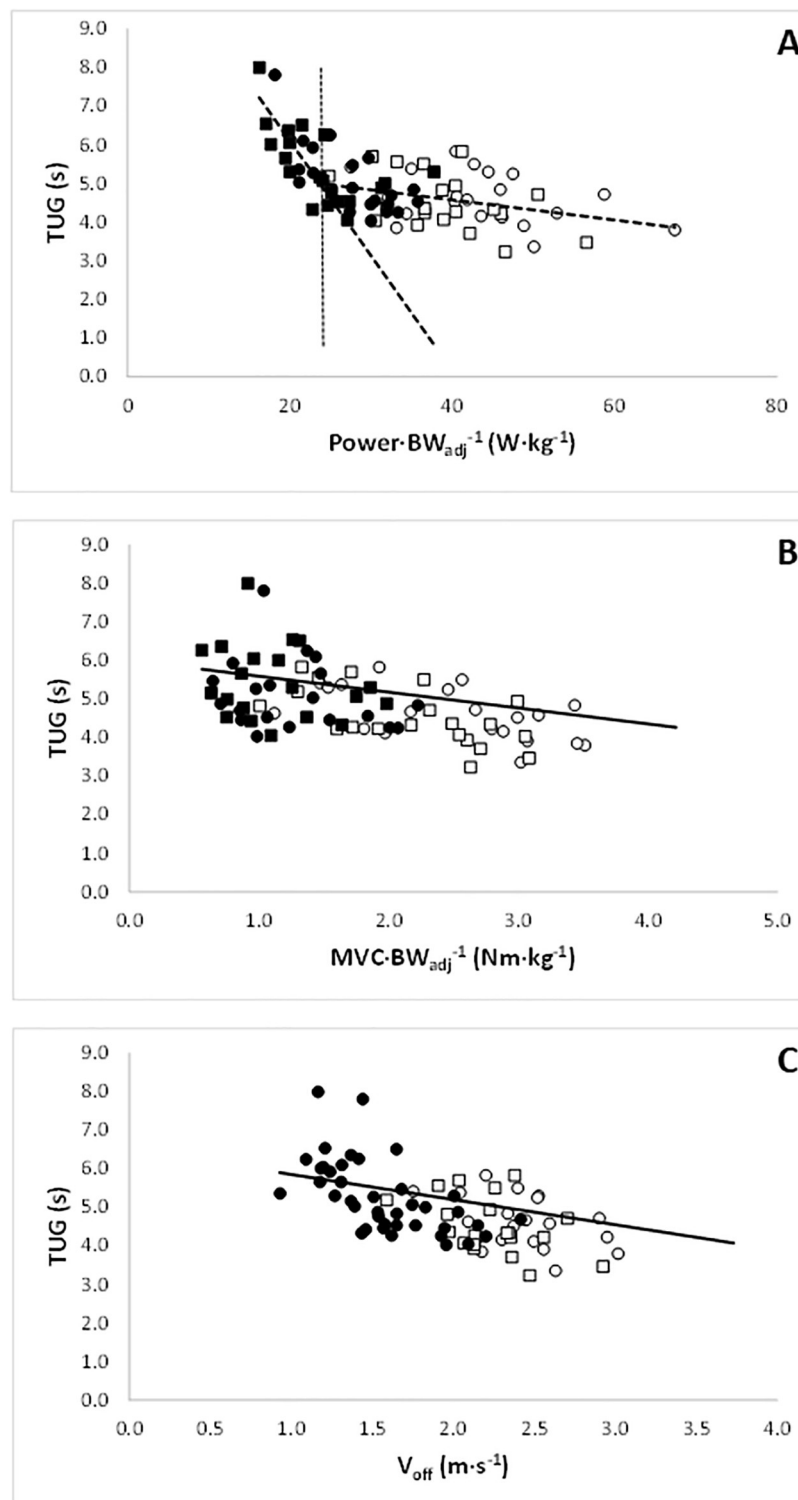 A
9.0
8.0
7.0
6.0
5.0
4.0
3.0
2.0
1.0
0.0
TUG (s)
0 20 40 60 80
Power·BWadj⁻¹ (W·kg⁻¹)
B
9.0
8.0
7.0
6.0
5.0
4.0
3.0
2.0
1.0
0.0
TUG (s)
0.0 1.0 2.0 3.0 4.0 5.0
MVC·BWadj⁻¹ (Nm·kg⁻¹)
C
9.0
8.0
7.0
6.0
5.0
4.0
3.0
2.0
1.0
0.0
TUG (s)
0.0 0.5 1.0 1.5 2.0 2.5 3.0 3.5 4.0
Voff (m·s⁻¹)